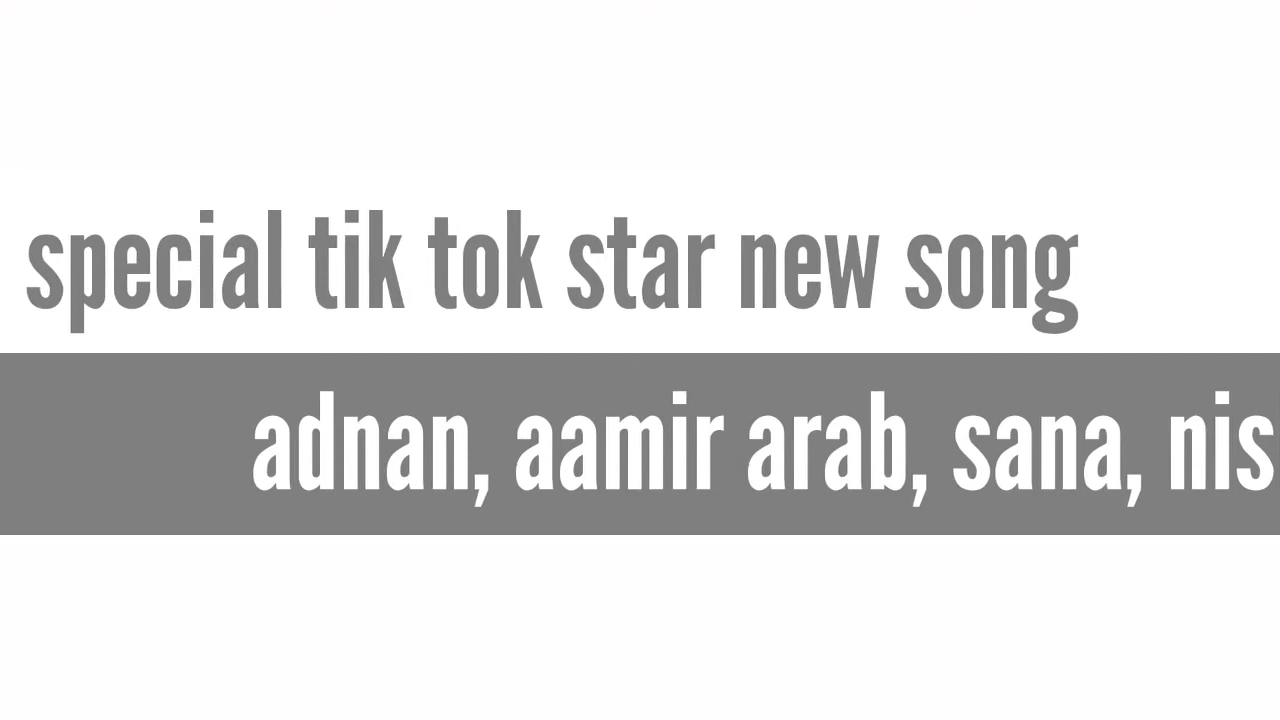 special tik tok star new song
adnan, aamir arab, sana, nis